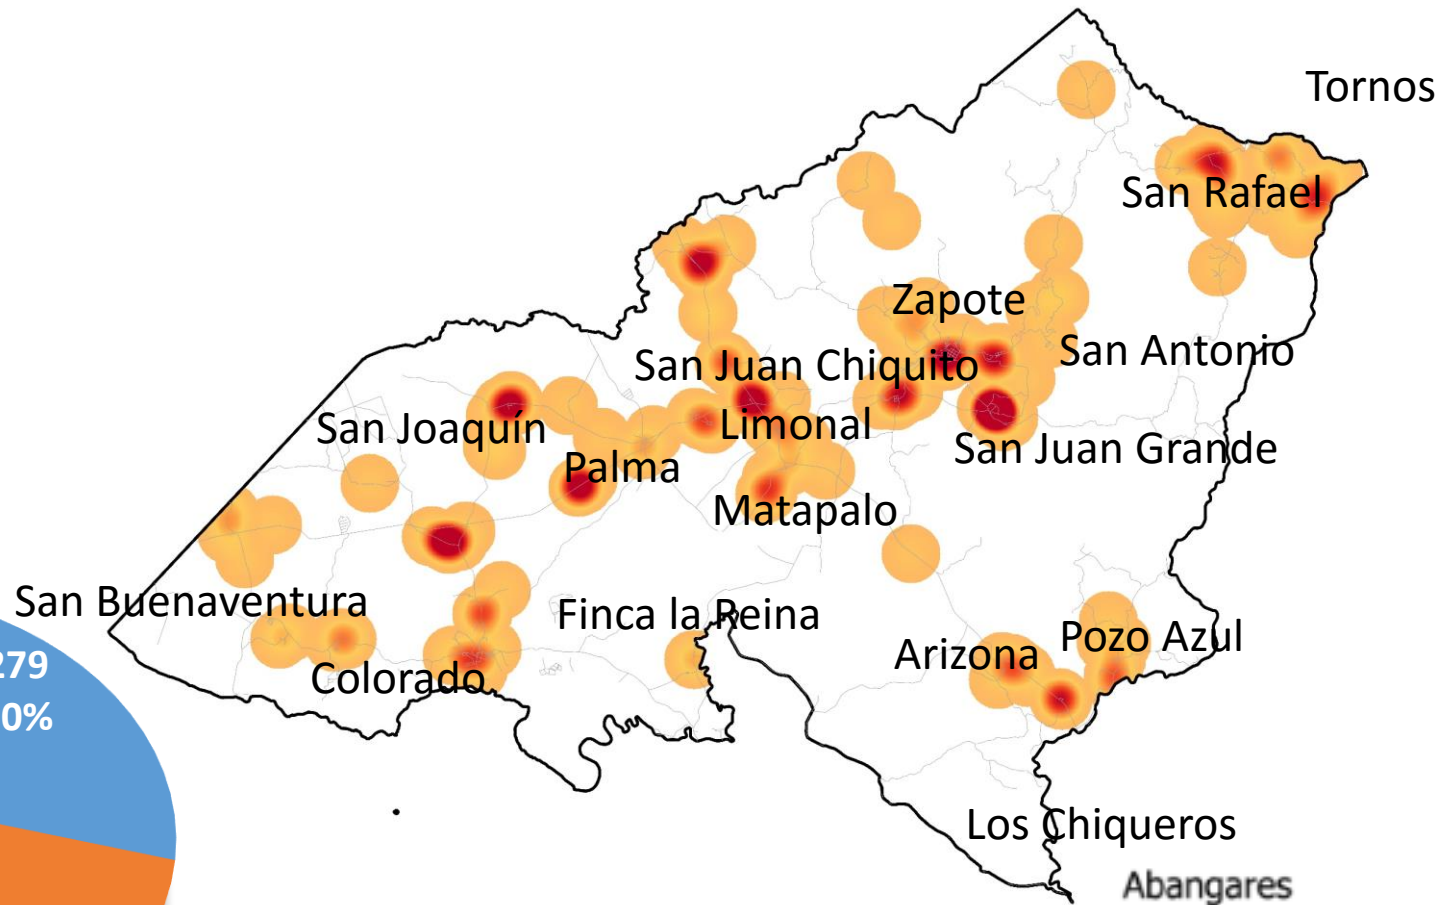 Tornos
San Rafael
Zapote
San Antonio
San Juan Chiquito
San Joaquín
Limonal
San Juan Grande
Palma
Matapalo
San Buenaventura
Finca la Reina
Pozo Azul
Arizona
279
0%
Colorado
Los Chiqueros
Abangares